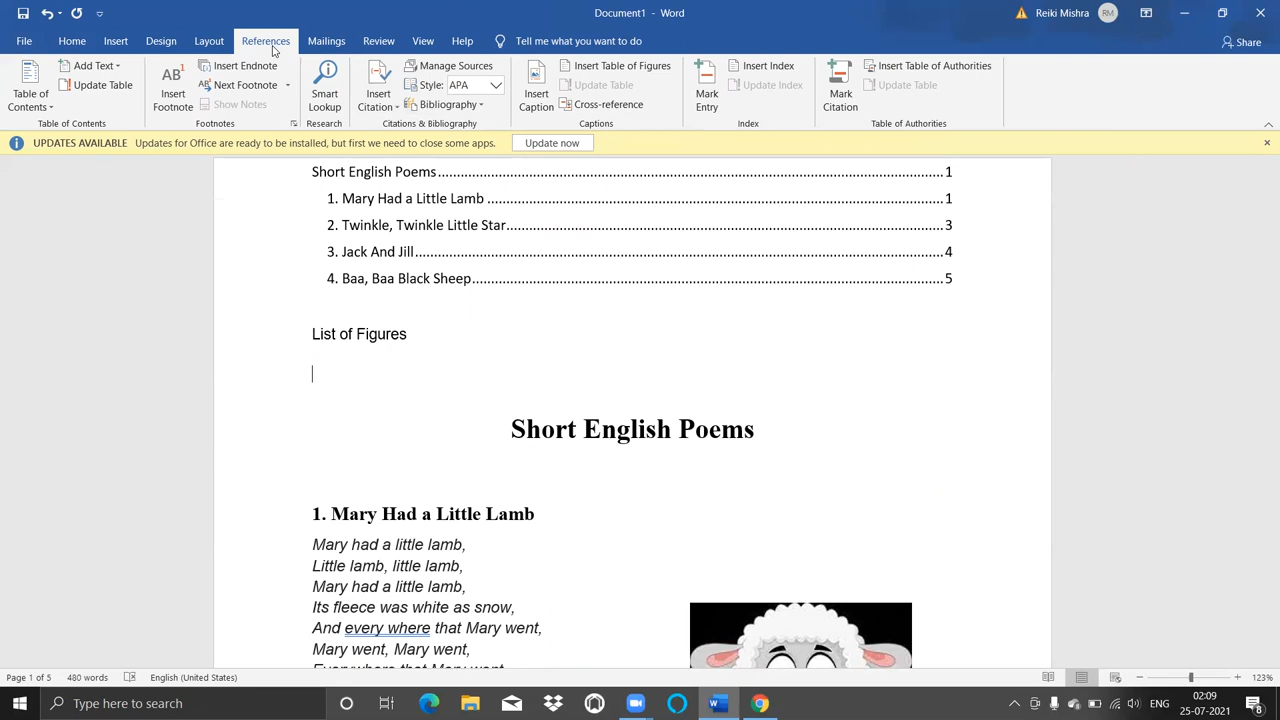 Document1 - Word
Reiki Mishra
RM
File Home Insert Design Layout References Mailings Review View Help Tell me what you want to do
Share
Table of Contents
Add Text
Update Table
Table of Contents
AB1
Insert Footnote
Insert Endnote
Next Footnote
Show Notes
Footnotes
Smart Lookup
Research
Insert Citation
Manage Sources
Style: APA
Bibliography
Citations & Bibliography
Insert Caption
Insert Table of Figures
Update Table
Cross-reference
Captions
Mark Entry
Insert Index
Update Index
Index
Mark Citation
Insert Table of Authorities
Update Table
Table of Authorities
UPDATES AVAILABLE Updates for Office are ready to be installed, but first we need to close some apps. Update now
Short English Poems 1
1. Mary Had a Little Lamb 1
2. Twinkle, Twinkle Little Star 3
3. Jack And Jill 4
4. Baa, Baa Black Sheep 5
List of Figures
Short English Poems
1. Mary Had a Little Lamb
Mary had a little lamb,
Little lamb, little lamb,
Mary had a little lamb,
Its fleece was white as snow,
And every where that Mary went,
Mary went, Mary went,
Everywhere that Mary went
Page 1 of 5 480 words English (United States) 123%
Type here to search
ENG
02:09
25-07-2021
8